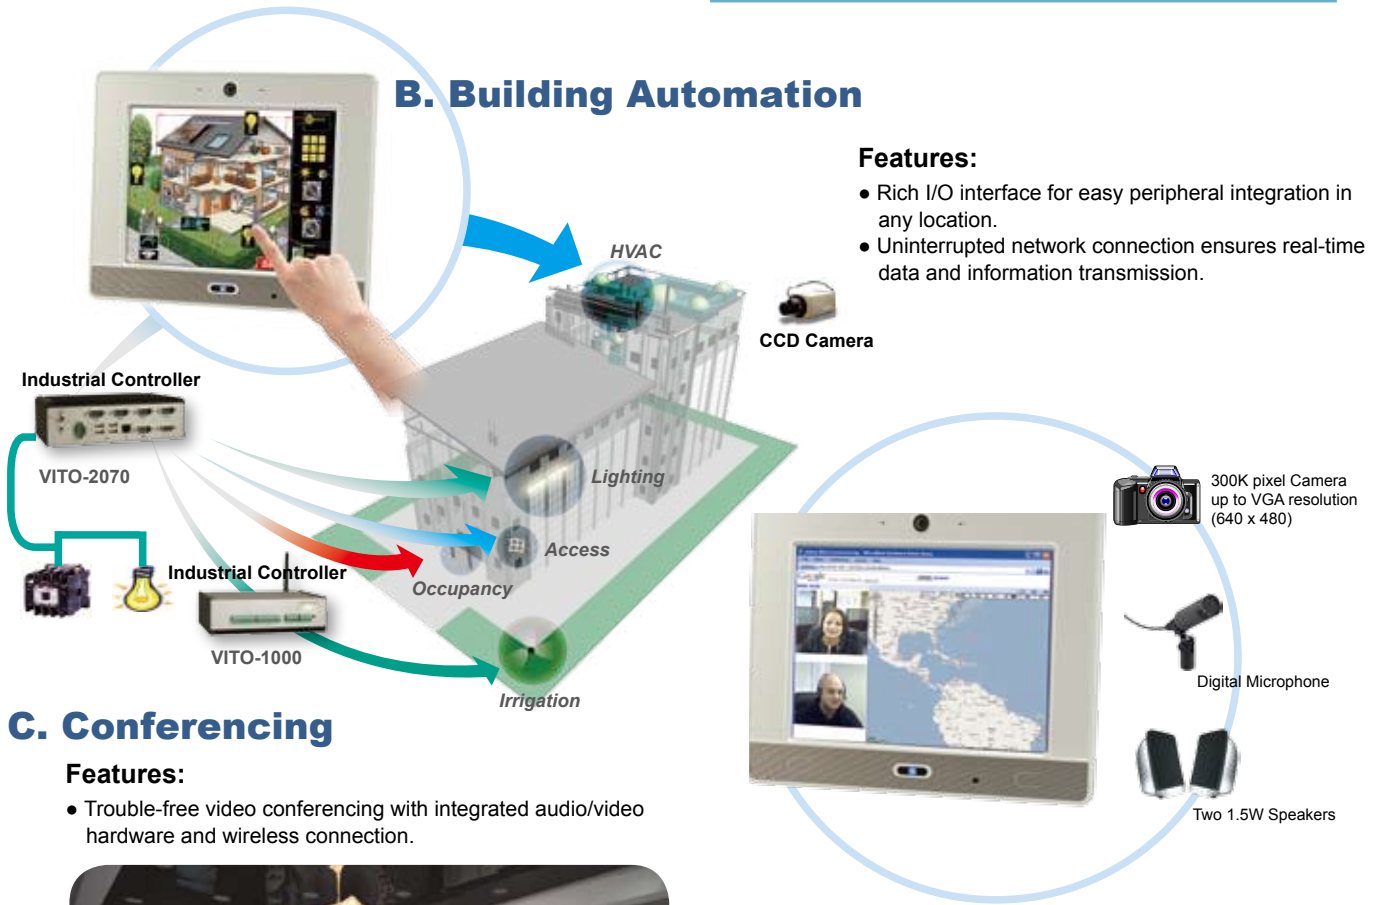 B. Building Automation
Features:
● Rich I/O interface for easy peripheral integration in
any location.
● Uninterrupted network connection ensures real-time
data and information transmission.
HVAC
CCD Camera
Industrial Controller
VITO-2070
Lighting
Access
Occupancy
Industrial Controller
VITO-1000
Irrigation
300K pixel Camera
up to VGA resolution
(640 x 480)
Digital Microphone
Two 1.5W Speakers
C. Conferencing
Features:
● Trouble-free video conferencing with integrated audio/video
hardware and wireless connection.